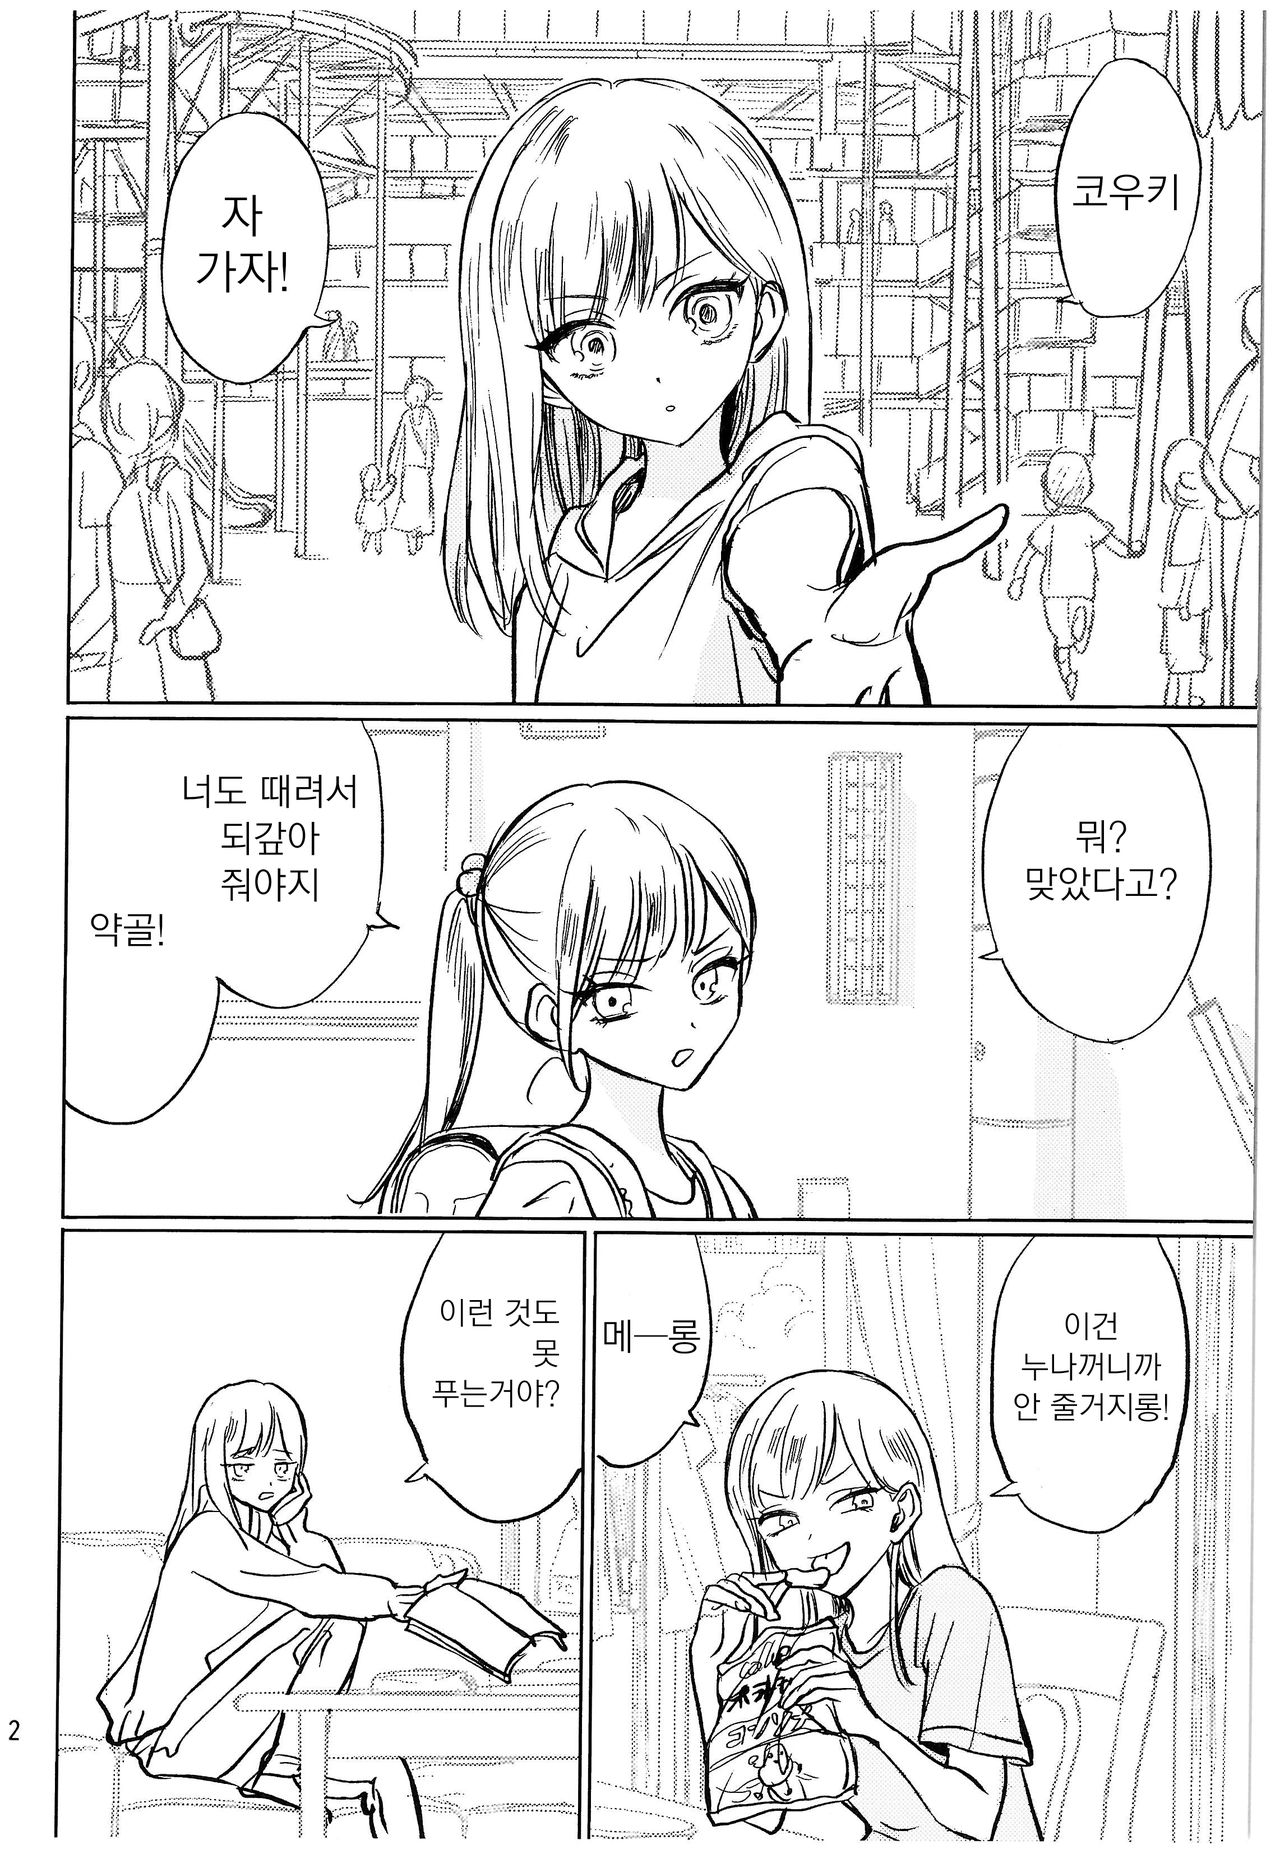 코우키
자
가자!
뭐?
맞았다고?
너도 때려서
되갚아
줘야지
약골!
이건
누나꺼니까
안 줄거지롱!
메―롱
이런 것도
못
푸는거야?
2